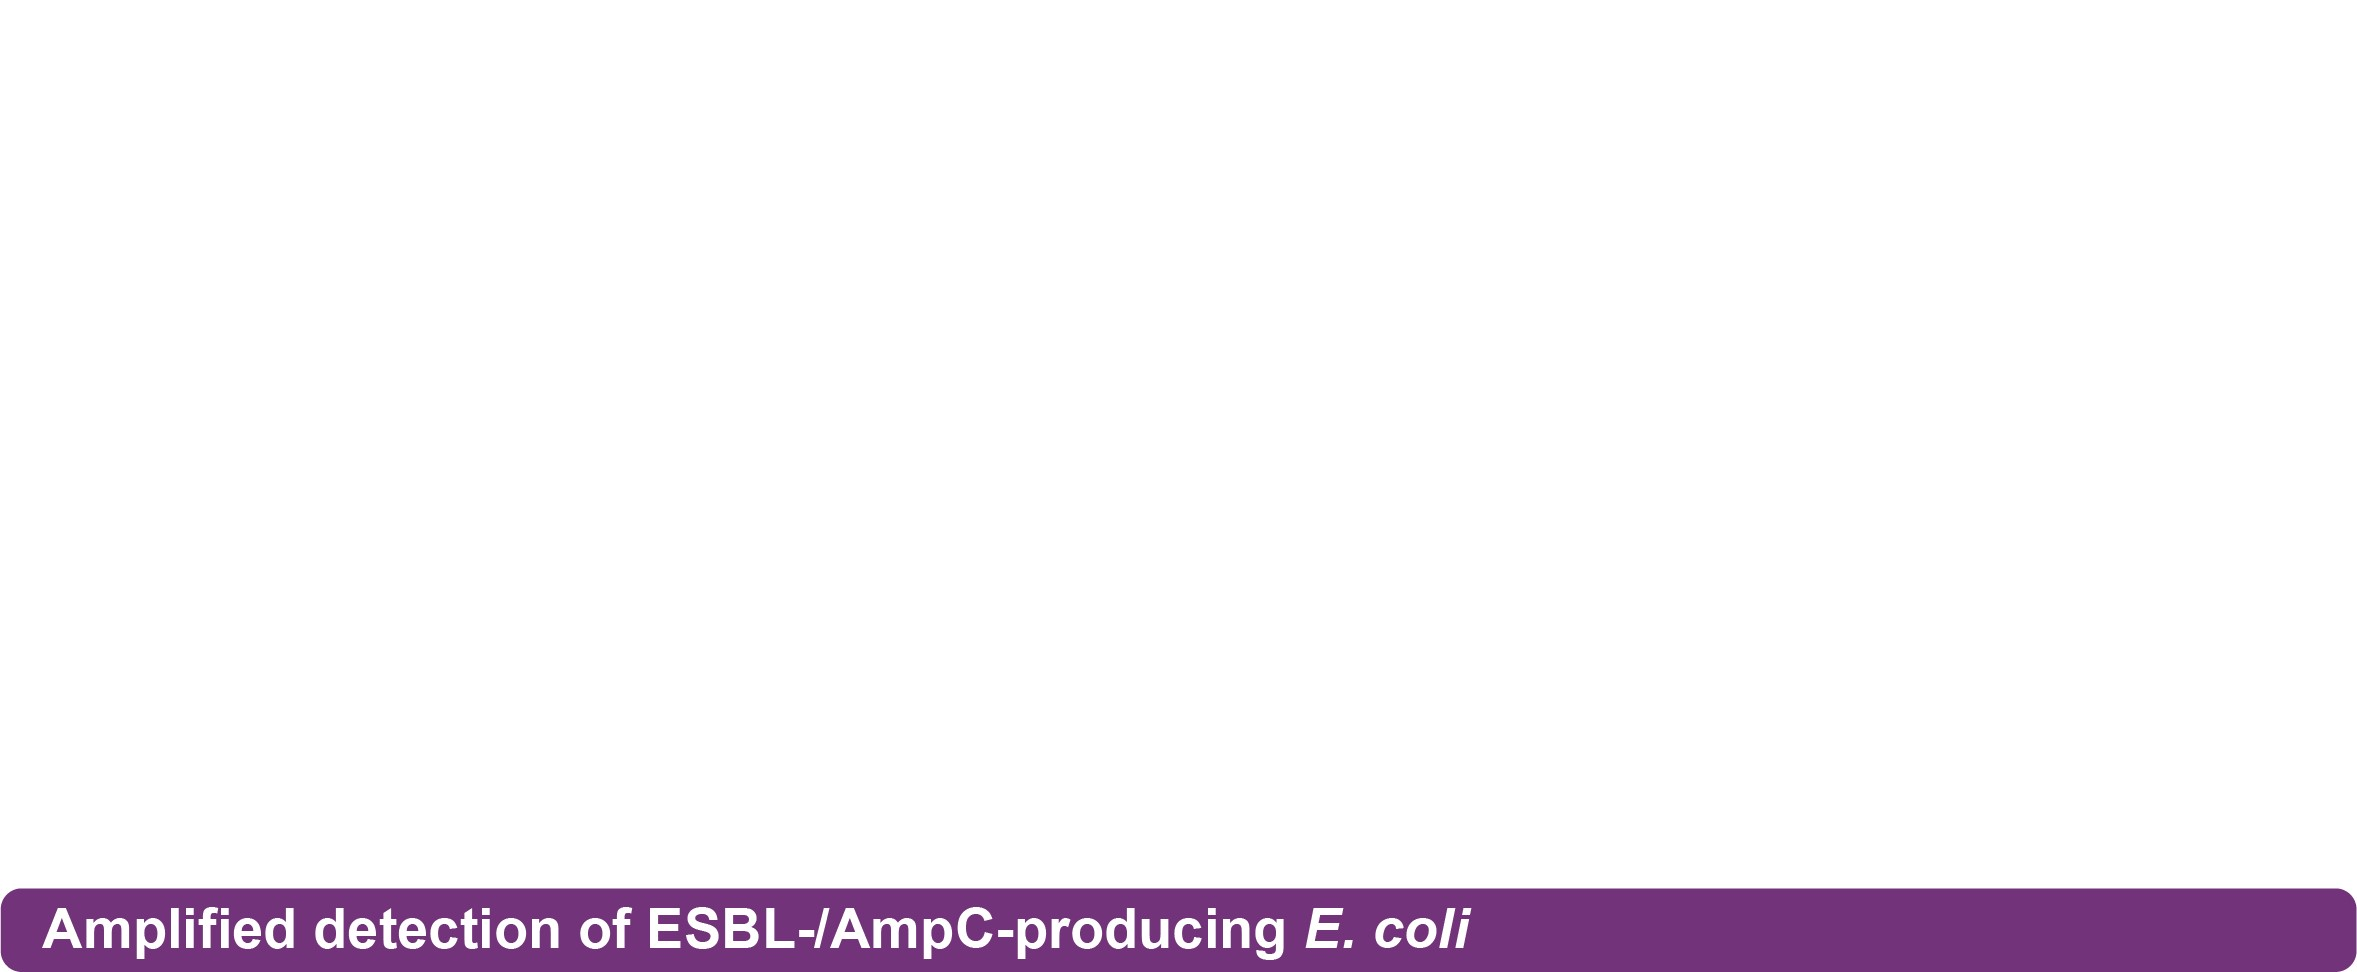 Amplified detection of ESBL-/AmpC-producing E. coli